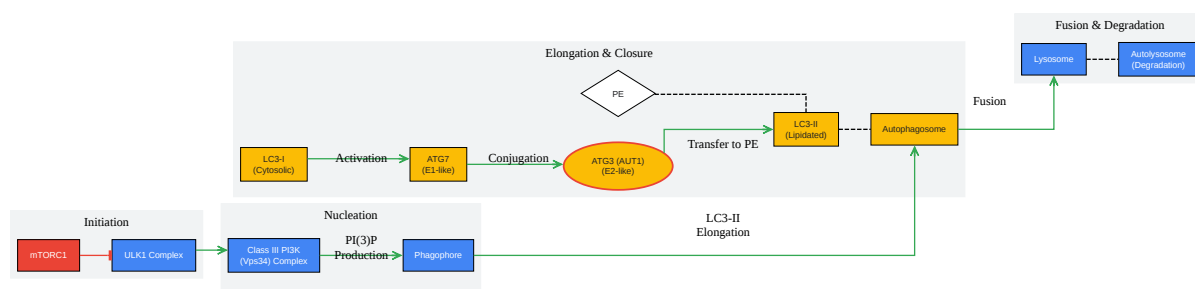 Fusion & Degradation
Lysosome
Autolysosome
(Degradation)
Fusion
Elongation & Closure
PE
LC3-II
(Lipidated)
Autophagosome
Transfer to PE
LC3-I
(Cytosolic)
Activation
ATG7
(E1-like)
Conjugation
ATG3 (AUT1)
(E2-like)
Initiation
mTORC1
ULK1 Complex
Nucleation
Class III PI3K
(Vps34) Complex
PI(3)P
Production
Phagophore
LC3-II
Elongation